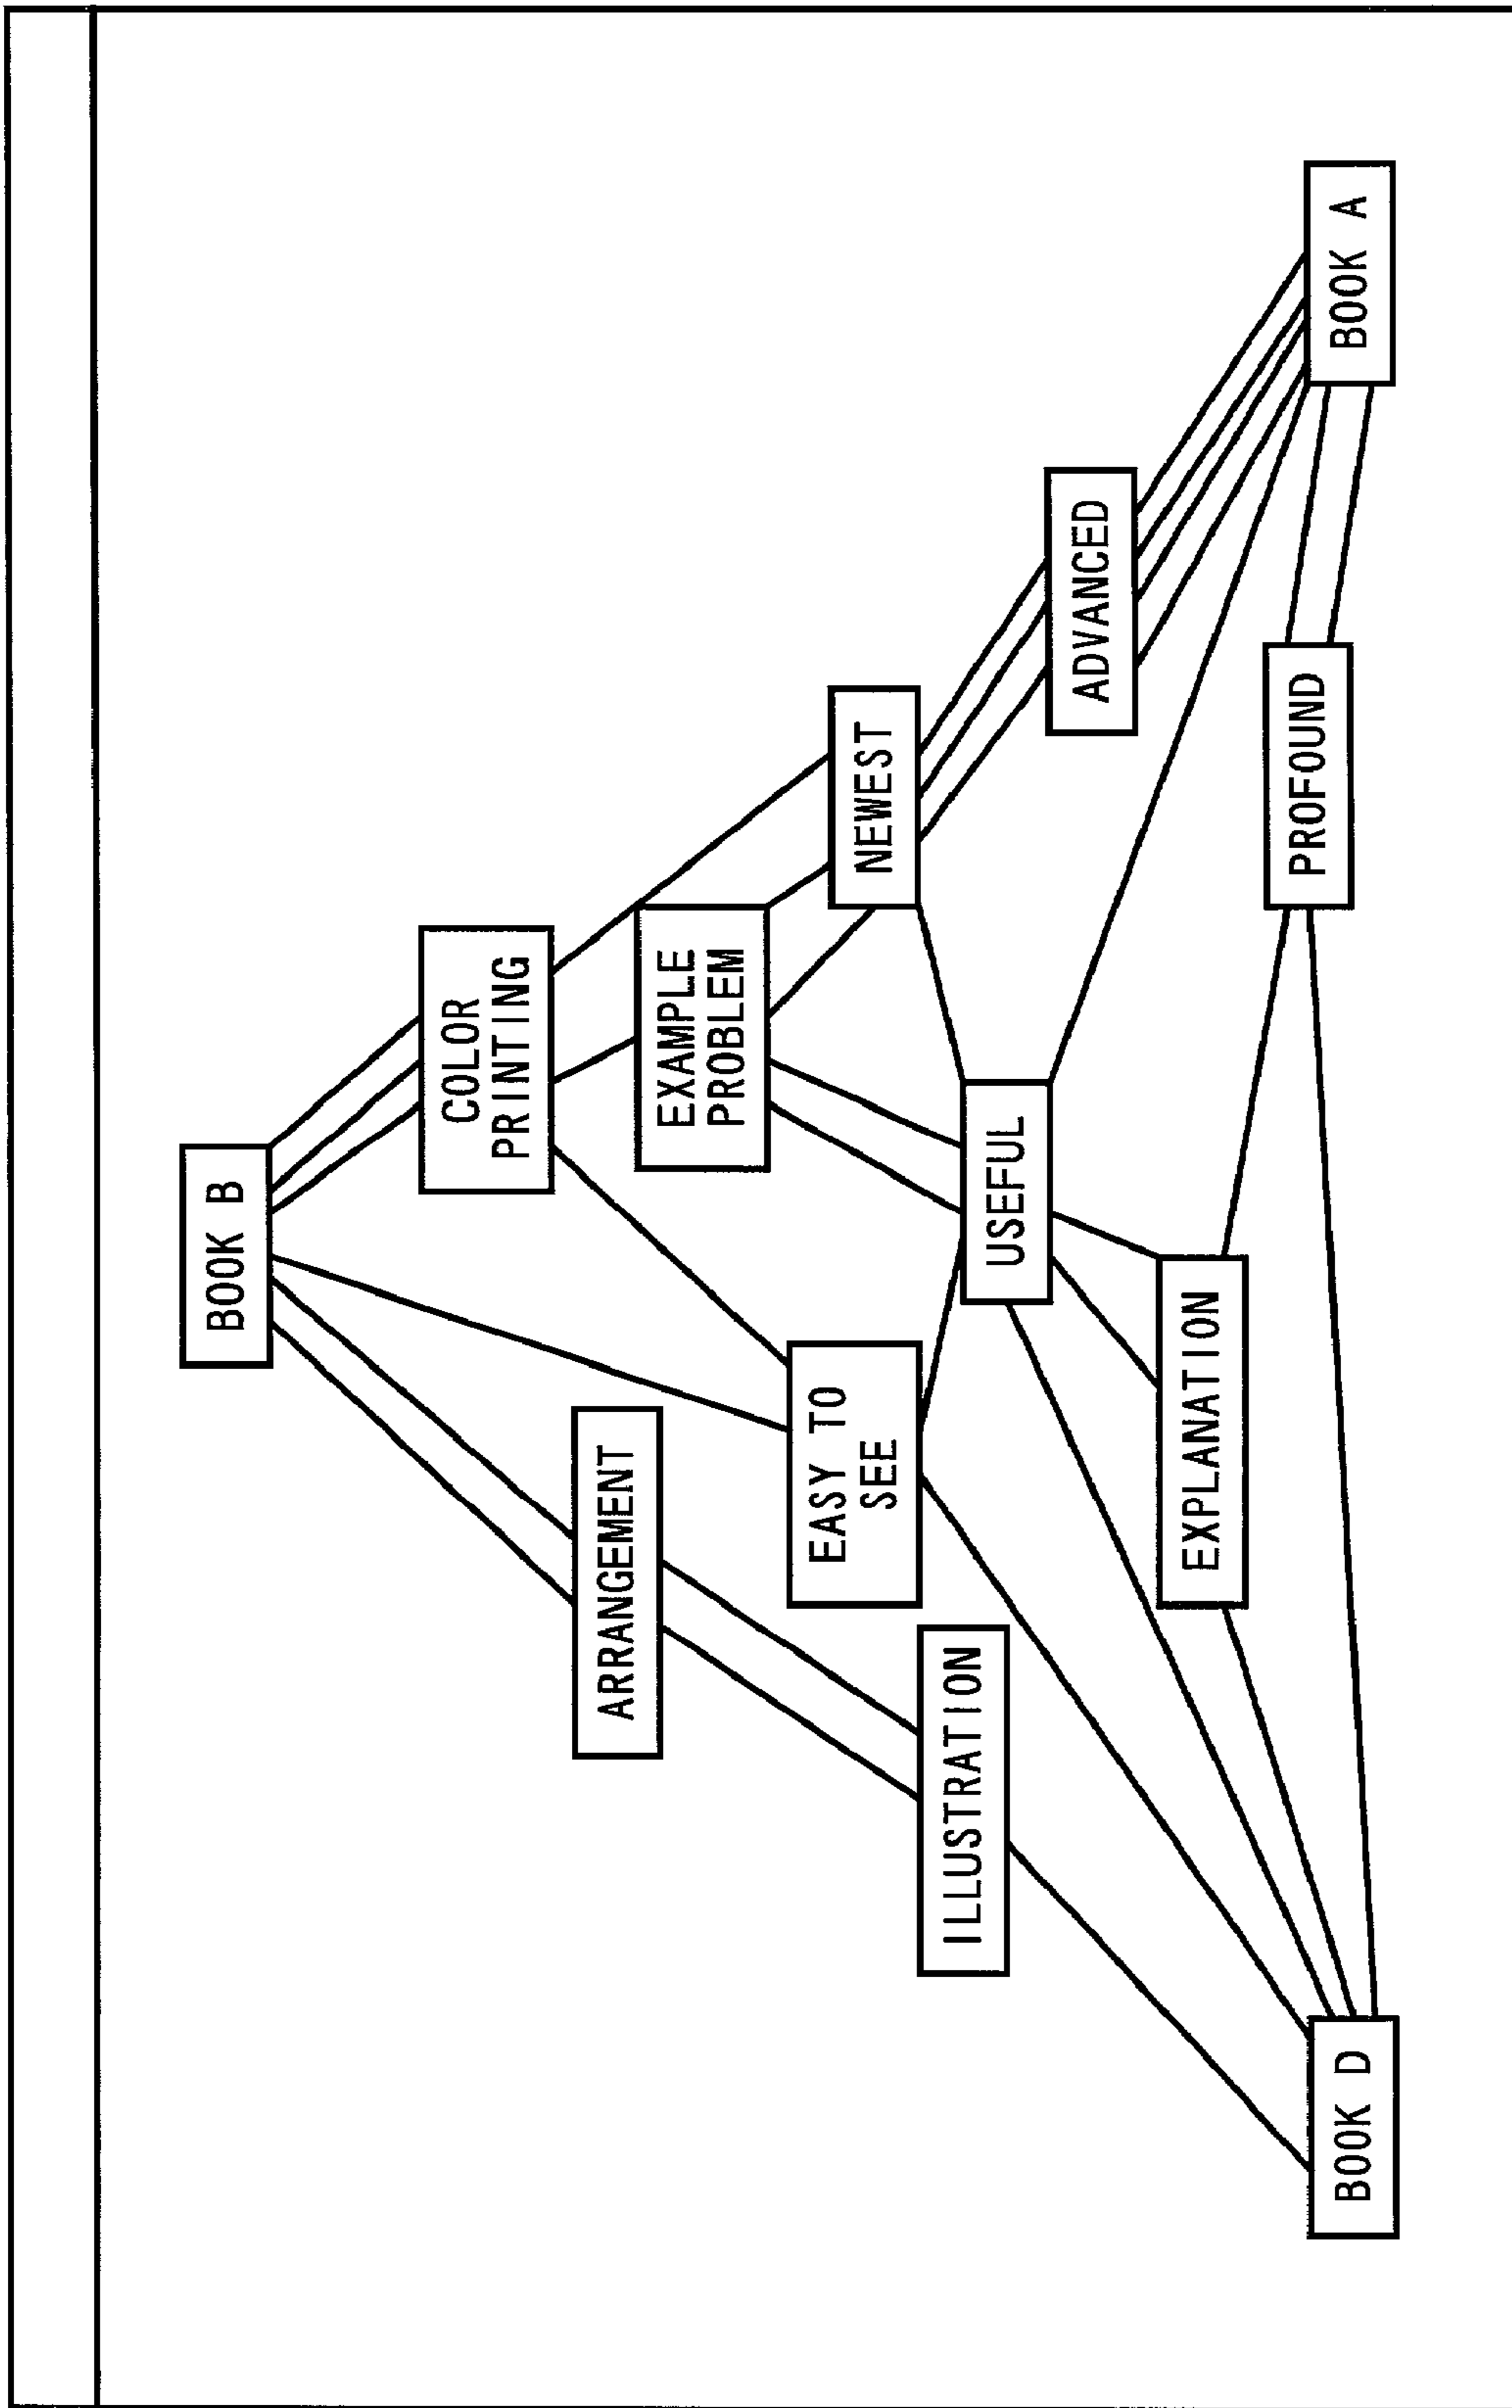 BOOK B
COLOR
PRINTING
ARRANGEMENT
EXAMPLE
PROBLEM
EASY TO
SEE
NEWEST
ILLUSTRATION
USEFUL
ADVANCED
EXPLANATION
PROFOUND
BOOK D
BOOK A